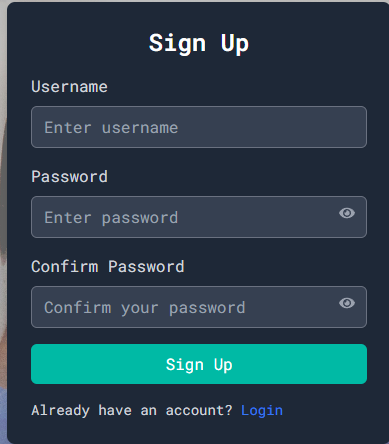 Sign Up
Username
Enter username
Password
Enter password
Confirm Password
Confirm your password
Sign Up
Already have an account? Login